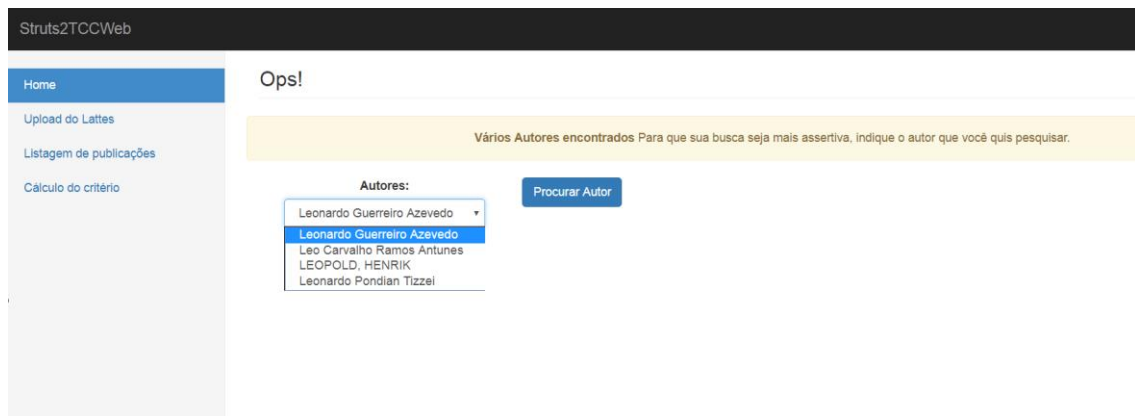 Struts2TCCWeb
Home
Upload do Lattes
Listagem de publicações
Cálculo do critério
Ops!
Vários Autores encontrados Para que sua busca seja mais assertiva, indique o autor que você quis pesquisar.
Autores:
Leonardo Guerreiro Azevedo
Leonardo Guerreiro Azevedo
Leo Carvalho Ramos Antunes
LEOPOLD, HENRIK
Leonardo Pondian Tizzei
Procurar Autor